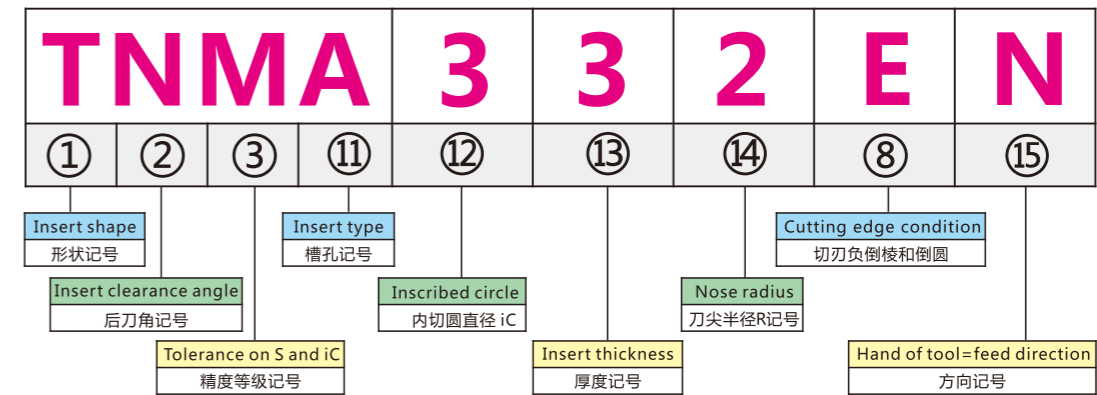 TNMA 3 3 2 E N
① ② ③ ⑪ ⑫ ⑬ ⑭ ⑧ ⑮
Insert shape
形状记号
Insert type
槽孔记号
Cutting edge condition
切刃负倒棱和倒圆
Insert clearance angle
后刀角记号
Inscribed circle
内切圆直径 iC
Nose radius
刀尖半径R记号
Tolerance on S and iC
精度等级记号
Insert thickness
厚度记号
Hand of tool=feed direction
方向记号